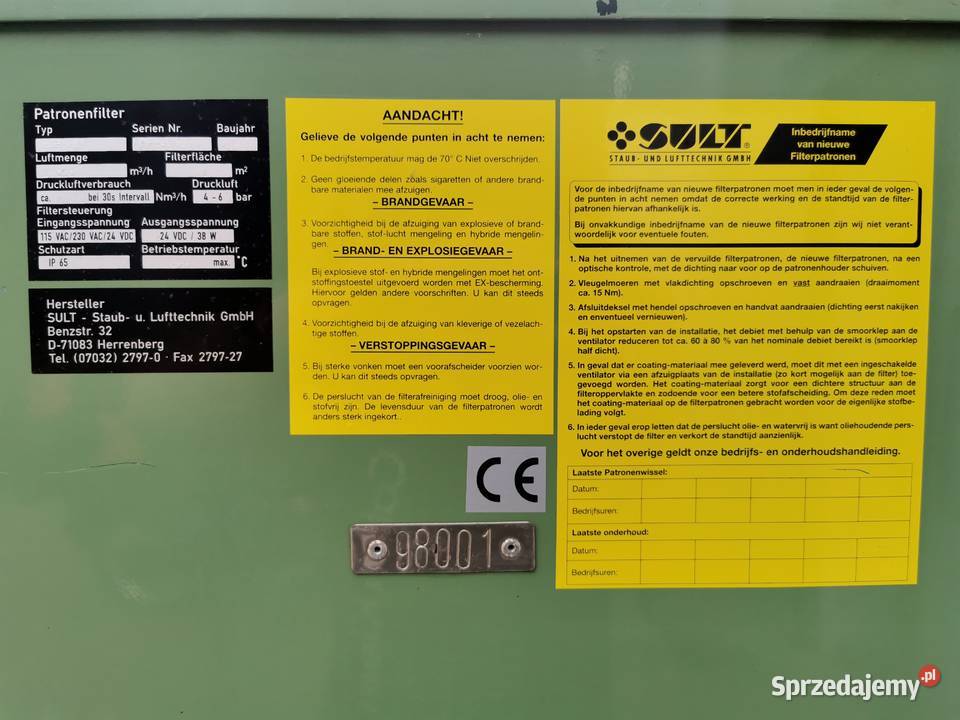 Patronenfilter
Typ Serien Nr. Baujahr
Luftmenge Filterfläche
m³/h m²
Druckluftverbrauch Druckluft
ca. bei 30s Intervall Nm³/h 4 - 6 bar
Filtersteuerung
Eingangsspannung Ausgangsspannung
115 VAC/230 VAC/24 VDC 24 VDC / 38 W
Schutzart Betriebstemperatur
IP 65 max. °C
Hersteller
SULT - Staub- u. Lufttechnik GmbH
Benzstr. 32
D-71083 Herrenberg
Tel. (07032) 2797-0 · Fax 2797-27
AANDACHT!
Gelieve de volgende punten in acht te nemen:
1. De bedrijfstemperatuur mag de 70° C Niet overschrijden.
2. Geen gloeiende delen zoals sigaretten of andere brand-
bare materialen mee afzuigen.
– BRANDGEVAAR –
3. Voorzichtigheid bij de afzuiging van explosieve of brand-
bare stoffen, stof-lucht mengeling en hybride mengelin-
gen.
– BRAND- EN EXPLOSIEGEVAAR –
Bij explosieve stof- en hybride mengelingen moet het ont-
stoffingstoestel uitgevoerd worden met EX-bescherming.
Hiervoor gelden andere voorschriften. U kan dit steeds
opvragen.
4. Voorzichtigheid bij de afzuiging van kleverige of vezelach-
tige stoffen.
– VERSTOPPINGSGEVAAR –
5. Bij sterke vonken moet een voorafscheider voorzien wor-
den. U kan dit steeds opvragen.
6. De perslucht van de filterafreiniging moet droog, olie- en
stofvrij zijn. De levensduur van de filterpatronen wordt
anders sterk ingekort..
CE
98001
SULT®
STAUB- UND LUFTTECHNIK GMBH
Inbedrijfname
van nieuwe
Filterpatronen
Voor de inbedrijfname van nieuwe filterpatronen moet men in ieder geval de volgen-
de punten in acht nemen omdat de correcte werking en de standtijd van de filter-
patronen hiervan afhankelijk is.
Bij onvakkundige inbedrijfname van de nieuwe filterpatronen zijn wij niet verant-
woordelijk voor eventuele fouten.
1. Na het uitnemen van de vervuilde filterpatronen, de nieuwe filterpatronen, na een
optische kontrole, met de dichting naar voor op de patronenhouder schuiven.
2. Vleugelmoeren met vlakdichting opschroeven en vast aandraaien (draaimoment
ca. 15 Nm).
3. Afsluitdeksel met hendel opschroeven en handvat aandraaien (dichting eerst nakijken
en enventueel vernieuwen).
4. Bij het opstarten van de installatie, het debiet met behulp van de smoorklep aan de
ventilator reduceren tot ca. 60 à 80 % van het nominale debiet bereikt is (smoorklep
half dicht).
5. In geval dat er coating-materiaal mee geleverd werd, moet dit met een ingeschakelde
ventilator via een afzuigplaats van de installatie (zo kort mogelijk aan de filter) toe-
gevoegd worden. Het coating-materiaal zorgt voor een dichtere structuur aan de
filteroppervlakte en zodoende voor een betere stofafscheiding. Om deze reden moet
het coating-materiaal op de filterpatronen gebracht worden voor de eigenlijke stofbe-
lading volgt.
6. In ieder geval erop letten dat de perslucht olie- en watervrij is want oliehoudende pers-
lucht verstopt de filter en verkort de standtijd aanzienlijk.
Voor het overige geldt onze bedrijfs- en onderhoudshandleiding.
Laatste Patronenwissel:
Datum:
Bedrijfsuren:
Laatste onderhoud:
Datum:
Bedrijfsuren:
Sprzedajemy.pl